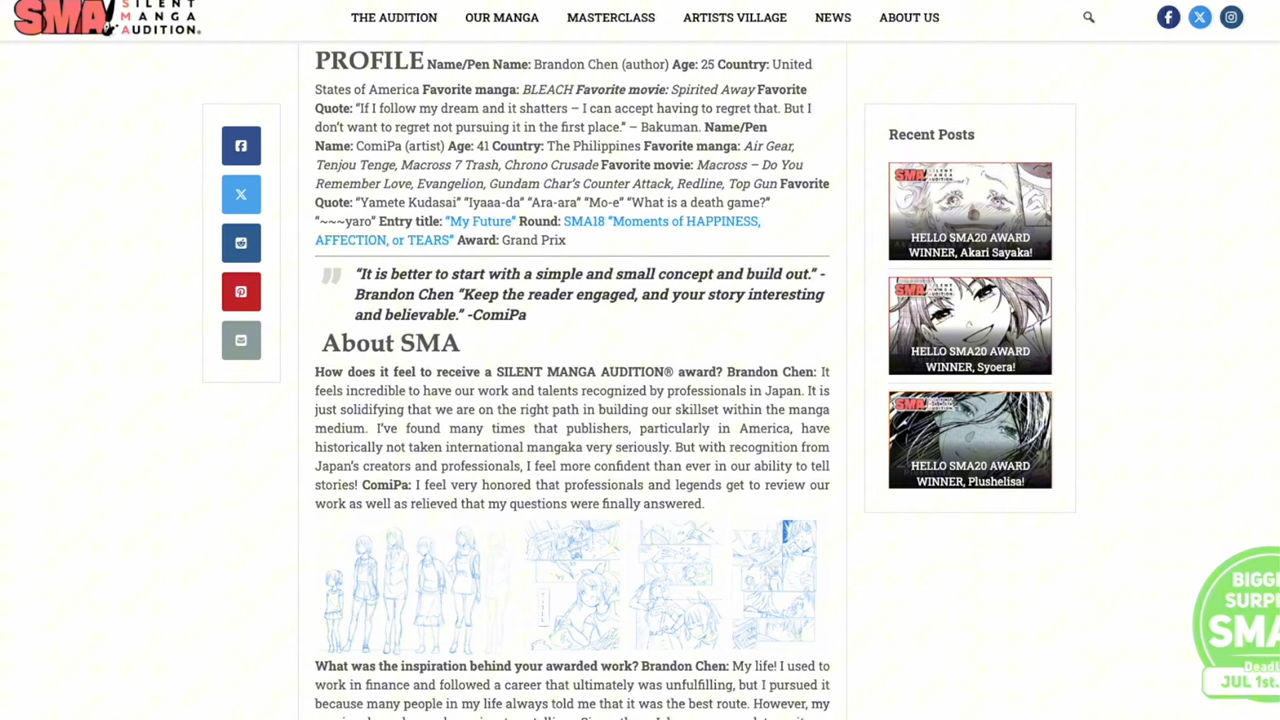 SMA! SILENT MANGA AUDITION.
THE AUDITION OUR MANGA MASTERCLASS ARTISTS VILLAGE NEWS ABOUT US
PROFILE Name/Pen Name: Brandon Chen (author) Age: 25 Country: United
States of America Favorite manga: BLEACH Favorite movie: Spirited Away Favorite
Quote: “If I follow my dream and it shatters – I can accept having to regret that. But I
don’t want to regret not pursuing it in the first place.” – Bakuman. Name/Pen
Name: ComiPa (artist) Age: 41 Country: The Philippines Favorite manga: Air Gear,
Tenjou Tenge, Macross 7 Trash, Chrono Crusade Favorite movie: Macross – Do You
Remember Love, Evangelion, Gundam Char’s Counter Attack, Redline, Top Gun Favorite
Quote: “Yamete Kudasai” “Iyaaa-da” “Ara-ara” “Mo-e” “What is a death game?”
“~~~yaro” Entry title: “My Future” Round: SMA18 “Moments of HAPPINESS,
AFFECTION, or TEARS” Award: Grand Prix
“It is better to start with a simple and small concept and build out.” -
Brandon Chen “Keep the reader engaged, and your story interesting
and believable.” -ComiPa
About SMA
How does it feel to receive a SILENT MANGA AUDITION® award? Brandon Chen: It
feels incredible to have our work and talents recognized by professionals in Japan. It is
just solidifying that we are on the right path in building our skillset within the manga
medium. I’ve found many times that publishers, particularly in America, have
historically not taken international mangaka very seriously. But with recognition from
Japan’s creators and professionals, I feel more confident than ever in our ability to tell
stories! ComiPa: I feel very honored that professionals and legends get to review our
work as well as relieved that my questions were finally answered.
What was the inspiration behind your awarded work? Brandon Chen: My life! I used to
work in finance and followed a career that ultimately was unfulfilling, but I pursued it
because many people in my life always told me that it was the best route. However, my
Recent Posts
SMA
HELLO SMA20 AWARD
WINNER, Akari Sayaka!
SMA
HELLO SMA20 AWARD
WINNER, Syoera!
SMA
HELLO SMA20 AWARD
WINNER, Plushelisa!
BIGG
SURP
SMA
Deadl
JUL 1st.